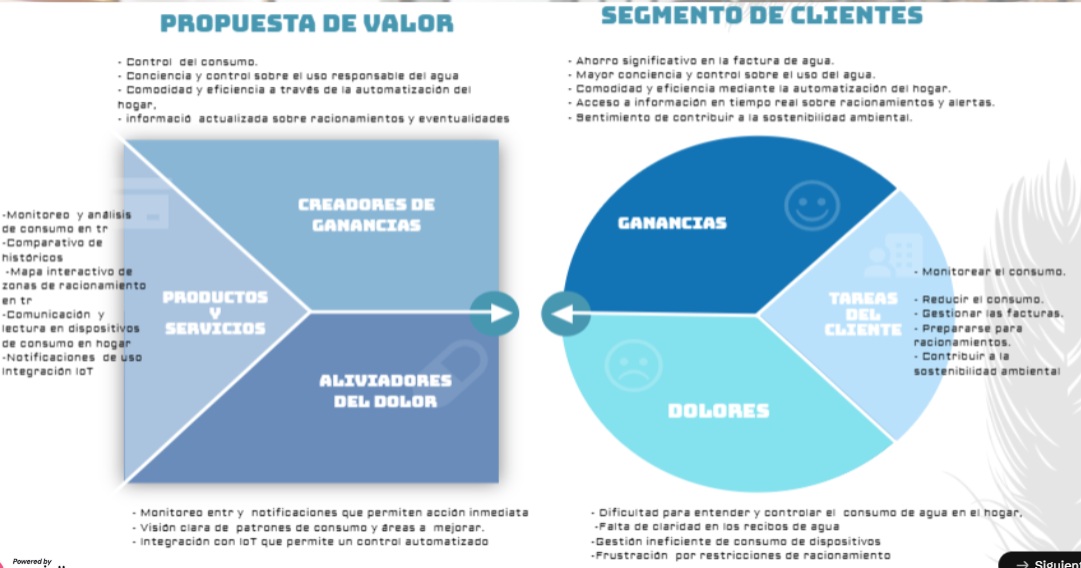 PROPUESTA DE VALOR
- Control del consumo.
- Conciencia y control sobre el uso responsable del agua
- Comodidad y eficiencia a través de la automatización del
hogar,
- informació actualizada sobre racionamientos y eventualidades
CREADORES DE
GANANCIAS
-Monitoreo y análisis
de consumo en tr
-Comparativo de
históricos
-Mapa interactivo de
zonas de racionamiento
en tr
-Comunicación y
lectura en dispositivos
de consumo en hogar
-Notificaciones de uso
Integración IoT
PRODUCTOS
Y
SERVICIOS
ALIVIADORES
DEL DOLOR
- Monitoreo entr y notificaciones que permiten acción inmediata
- Visión clara de patrones de consumo y áreas a mejorar.
- Integración con IoT que permite un control automatizado
SEGMENTO DE CLIENTES
- Ahorro significativo en la factura de agua.
- Mayor conciencia y control sobre el uso del agua.
- Comodidad y eficiencia mediante la automatización del hogar.
- Acceso a información en tiempo real sobre racionamientos y alertas.
- Sentimiento de contribuir a la sostenibilidad ambiental.
GANANCIAS
TAREAS
DEL
CLIENTE
- Monitorear el consumo.
- Reducir el consumo.
- Gestionar las facturas.
- Prepararse para
racionamientos.
- Contribuir a la
sostenibilidad ambiental
DOLORES
- Dificultad para entender y controlar el consumo de agua en el hogar.
-Falta de claridad en los recibos de agua
-Gestión ineficiente de consumo de dispositivos
-Frustración por restricciones de racionamiento
Powered by
→ Siguient